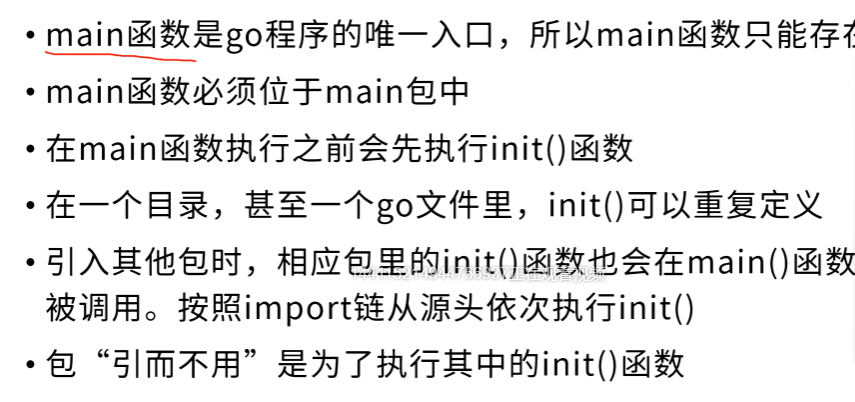 • main函数是go程序的唯一入口，所以main函数只能存在
• main函数必须位于main包中
• 在main函数执行之前会先执行init()函数
• 在一个目录，甚至一个go文件里，init()可以重复定义
• 引入其他包时，相应包里的init()函数也会在main()函数
被调用。按照import链从源头依次执行init()
• 包“引而不用”是为了执行其中的init()函数